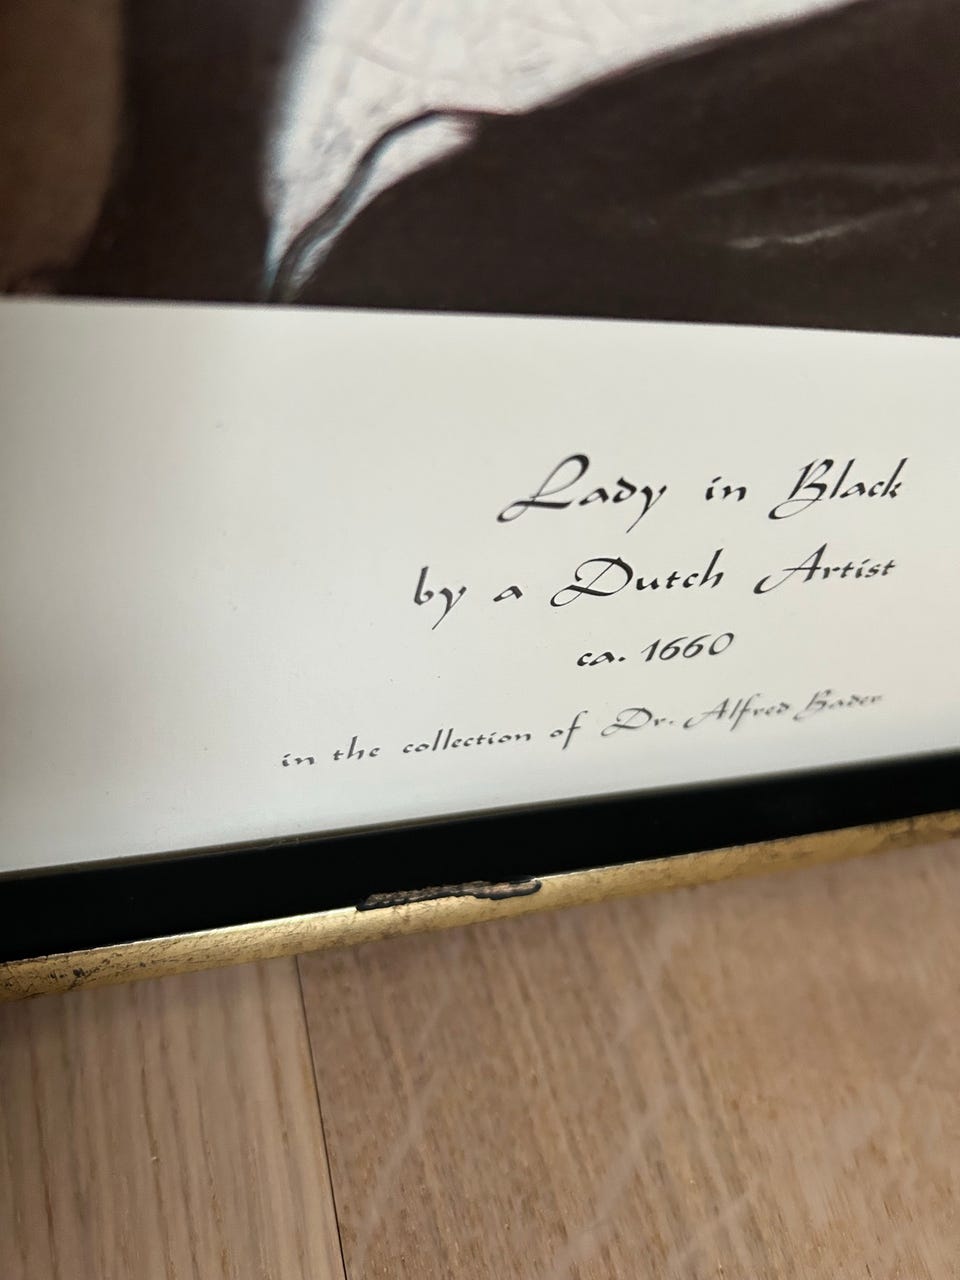 Lady in Black
by a Dutch Artist
ca. 1660
in the collection of Dr. Alfred Bader